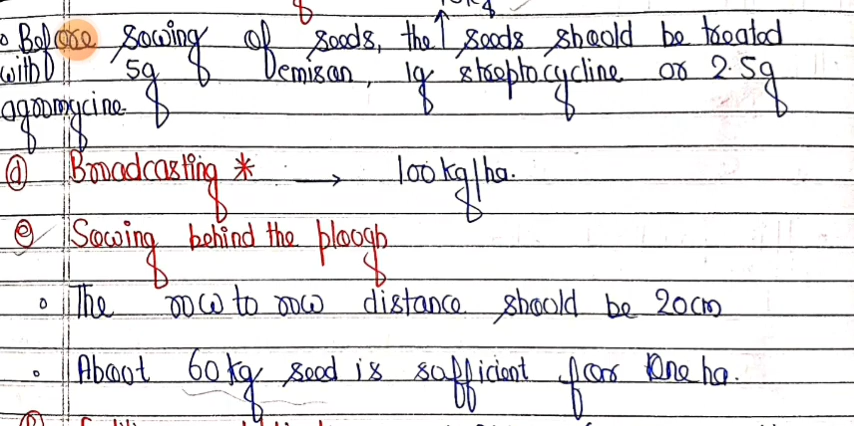 10 kg
Before sowing of seeds, the↑ seeds should be treated
with 5g Demisan, 1g streptocycline or 2.5g
agromycine
(d) Broadcasting * → 100 kg/ha.
(e) Sowing behind the plough
∘ The row to row distance should be 20cm
∘ About 60 kg seed is sufficient for One ha.